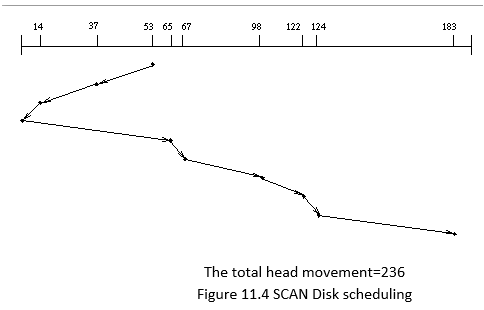 14 37 53 65 67 98 122 124 183
The total head movement=236
Figure 11.4 SCAN Disk scheduling